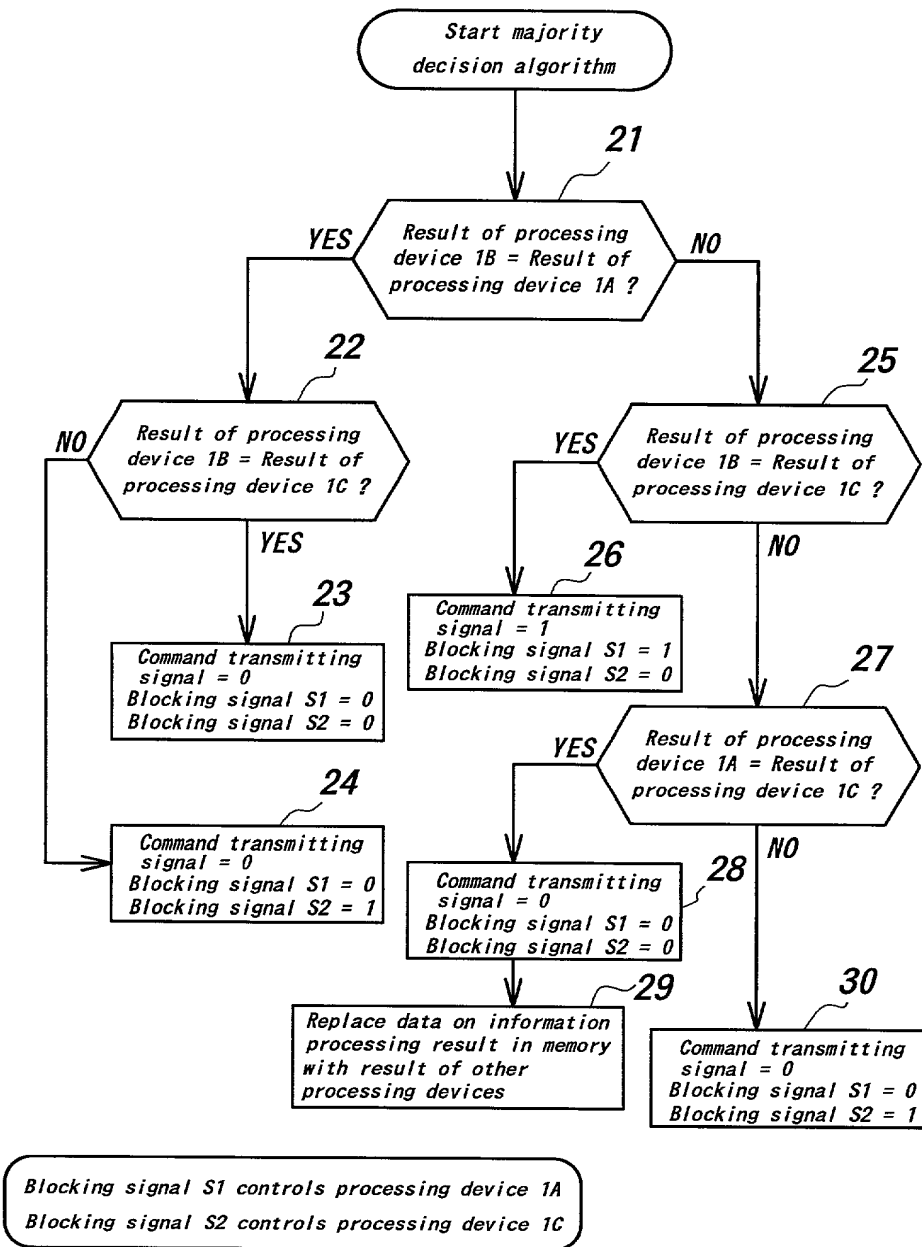 Start majority
decision algorithm
21
Result of processing
device 1B = Result of
processing device 1A ?
YES
NO
22
Result of processing
device 1B = Result of
processing device 1C ?
NO
YES
25
Result of processing
device 1B = Result of
processing device 1C ?
YES
NO
23
Command transmitting
signal = 0
Blocking signal S1 = 0
Blocking signal S2 = 0
26
Command transmitting
signal = 1
Blocking signal S1 = 1
Blocking signal S2 = 0
27
Result of processing
device 1A = Result of
processing device 1C ?
YES
NO
24
Command transmitting
signal = 0
Blocking signal S1 = 0
Blocking signal S2 = 1
28
Command transmitting
signal = 0
Blocking signal S1 = 0
Blocking signal S2 = 0
29
Replace data on information
processing result in memory
with result of other
processing devices
30
Command transmitting
signal = 0
Blocking signal S1 = 0
Blocking signal S2 = 1
Blocking signal S1 controls processing device 1A
Blocking signal S2 controls processing device 1C